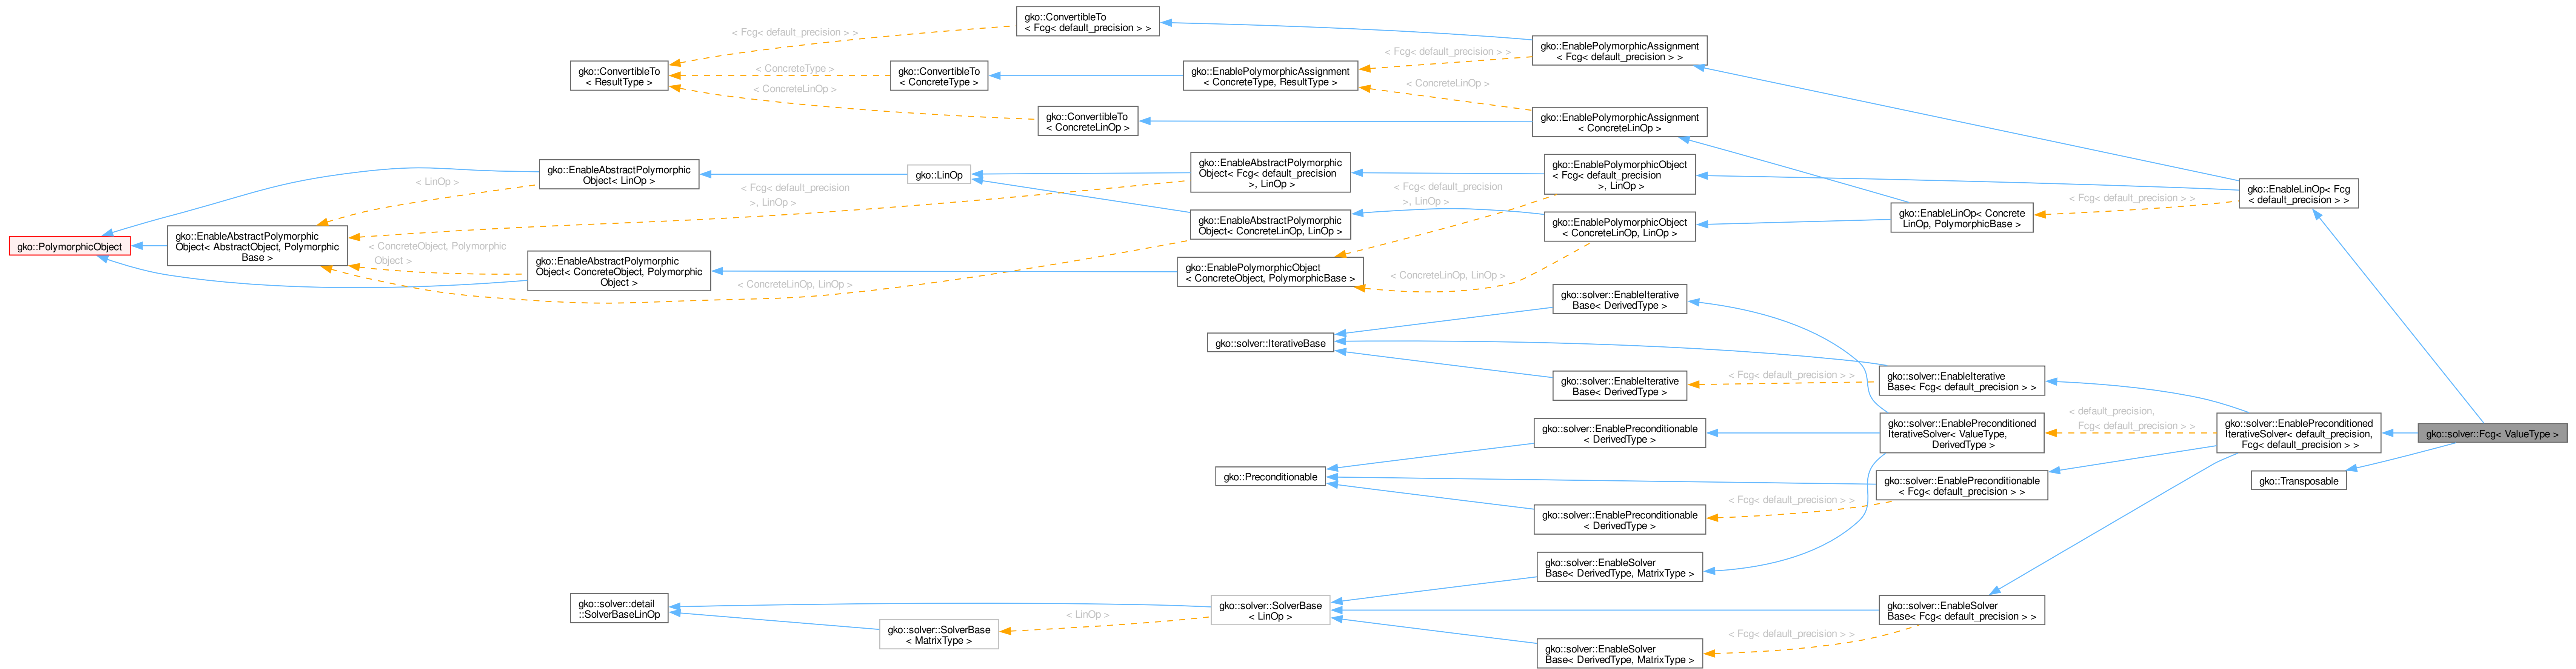 gko::ConvertibleTo
< Fcg< default_precision > >
< Fcg< default_precision > >
gko::EnablePolymorphicAssignment
< Fcg< default_precision > >
< Fcg< default_precision > >
gko::ConvertibleTo
< ResultType >
< ConcreteType >
gko::ConvertibleTo
< ConcreteType >
gko::EnablePolymorphicAssignment
< ConcreteType, ResultType >
< ConcreteLinOp >
< ConcreteLinOp >
gko::ConvertibleTo
< ConcreteLinOp >
gko::EnablePolymorphicAssignment
< ConcreteLinOp >
gko::EnableAbstractPolymorphic
Object< LinOp >
< LinOp >
gko::LinOp
gko::EnableAbstractPolymorphic
Object< Fcg< default_precision
>, LinOp >
gko::EnablePolymorphicObject
< Fcg< default_precision
>, LinOp >
< Fcg< default_precision
>, LinOp >
< Fcg< default_precision
>, LinOp >
gko::EnableLinOp< Fcg
< default_precision > >
< Fcg< default_precision > >
gko::EnableLinOp< Concrete
LinOp, PolymorphicBase >
gko::EnableAbstractPolymorphic
Object< ConcreteLinOp, LinOp >
gko::EnablePolymorphicObject
< ConcreteLinOp, LinOp >
gko::PolymorphicObject
gko::EnableAbstractPolymorphic
Object< AbstractObject, Polymorphic
Base >
< ConcreteObject, Polymorphic
Object >
gko::EnableAbstractPolymorphic
Object< ConcreteObject, Polymorphic
Object >
< ConcreteLinOp, LinOp >
gko::EnablePolymorphicObject
< ConcreteObject, PolymorphicBase >
< ConcreteLinOp, LinOp >
gko::solver::EnableIterative
Base< DerivedType >
gko::solver::IterativeBase
gko::solver::EnableIterative
Base< DerivedType >
< Fcg< default_precision > >
gko::solver::EnableIterative
Base< Fcg< default_precision > >
gko::solver::EnablePreconditionable
< DerivedType >
gko::solver::EnablePreconditioned
IterativeSolver< ValueType,
DerivedType >
< default_precision,
Fcg< default_precision > >
gko::solver::EnablePreconditioned
IterativeSolver< default_precision,
Fcg< default_precision > >
gko::solver::Fcg< ValueType >
gko::Preconditionable
gko::solver::EnablePreconditionable
< Fcg< default_precision > >
gko::Transposable
< Fcg< default_precision > >
gko::solver::EnablePreconditionable
< DerivedType >
gko::solver::EnableSolver
Base< DerivedType, MatrixType >
gko::solver::detail
::SolverBaseLinOp
gko::solver::SolverBase
< MatrixType >
< LinOp >
gko::solver::SolverBase
< LinOp >
gko::solver::EnableSolver
Base< Fcg< default_precision > >
< Fcg< default_precision > >
gko::solver::EnableSolver
Base< DerivedType, MatrixType >